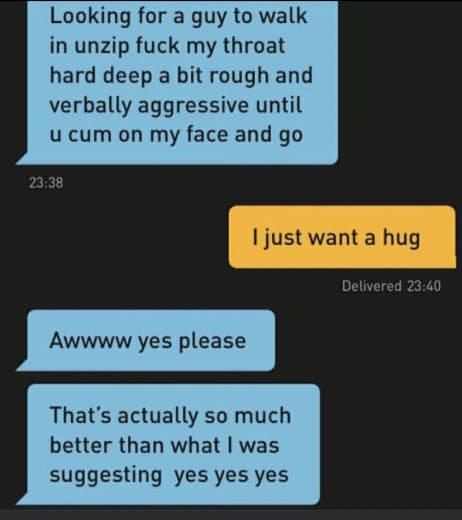 Looking for a guy to walk
in unzip fuck my throat
hard deep a bit rough and
verbally aggressive until
u cum on my face and go
23:38
I just want a hug
Delivered 23:40
Awwww yes please
That's actually so much
better than what I was
suggesting yes yes yes